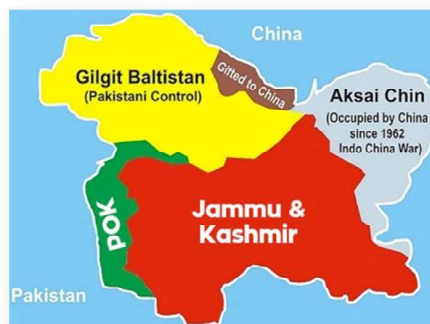 China
Gilgit Baltistan
(Pakistani Control)
Gifted to China
Aksai Chin
(Occupied by China
since 1962
Indo China War)
POK
Jammu &
Kashmir
Pakistan